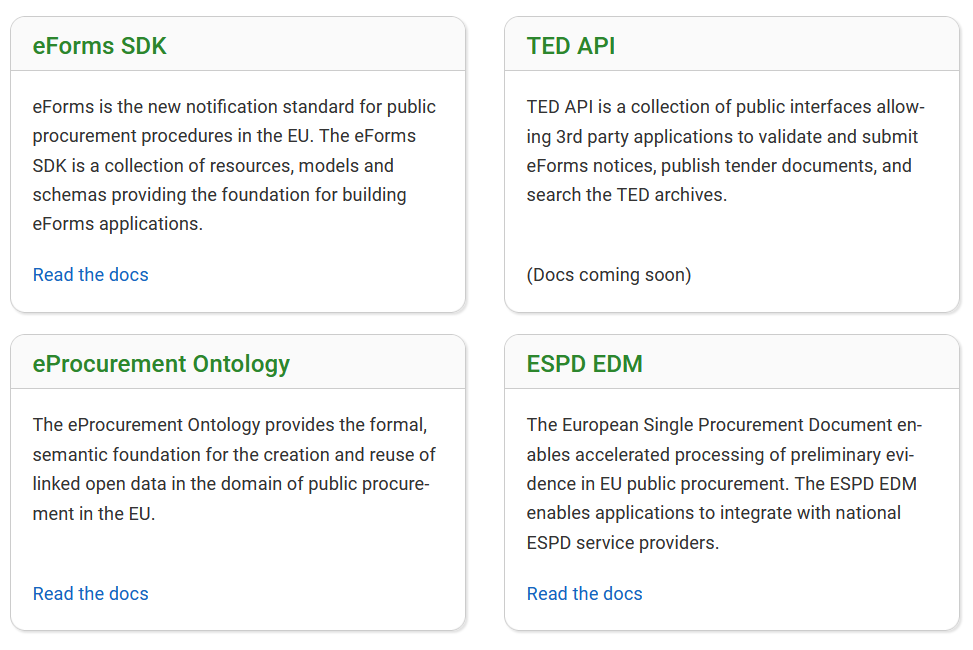 eForms SDK
eForms is the new notification standard for public
procurement procedures in the EU. The eForms
SDK is a collection of resources, models and
schemas providing the foundation for building
eForms applications.
Read the docs
TED API
TED API is a collection of public interfaces allow-
ing 3rd party applications to validate and submit
eForms notices, publish tender documents, and
search the TED archives.
(Docs coming soon)
eProcurement Ontology
The eProcurement Ontology provides the formal,
semantic foundation for the creation and reuse of
linked open data in the domain of public procure-
ment in the EU.
Read the docs
ESPD EDM
The European Single Procurement Document en-
ables accelerated processing of preliminary evi-
dence in EU public procurement. The ESPD EDM
enables applications to integrate with national
ESPD service providers.
Read the docs